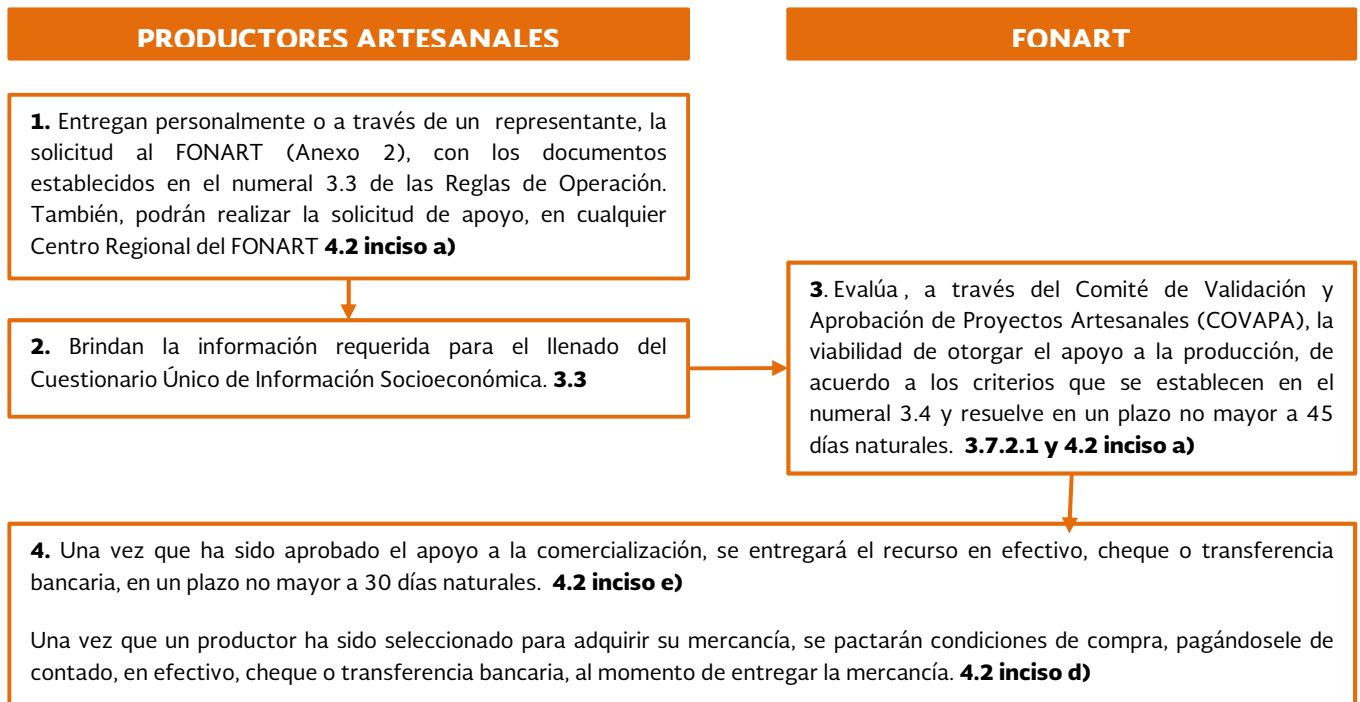 PRODUCTORES ARTESANALES
FONART
1. Entregan personalmente o a través de un representante, la
solicitud al FONART (Anexo 2), con los documentos
establecidos en el numeral 3.3 de las Reglas de Operación.
También, podrán realizar la solicitud de apoyo, en cualquier
Centro Regional del FONART 4.2 inciso a)
2. Brindan la información requerida para el llenado del
Cuestionario Único de Información Socioeconómica. 3.3
3. Evalúa , a través del Comité de Validación y
Aprobación de Proyectos Artesanales (COVAPA), la
viabilidad de otorgar el apoyo a la producción, de
acuerdo a los criterios que se establecen en el
numeral 3.4 y resuelve en un plazo no mayor a 45
días naturales. 3.7.2.1 y 4.2 inciso a)
4. Una vez que ha sido aprobado el apoyo a la comercialización, se entregará el recurso en efectivo, cheque o transferencia
bancaria, en un plazo no mayor a 30 días naturales. 4.2 inciso e)
Una vez que un productor ha sido seleccionado para adquirir su mercancía, se pactarán condiciones de compra, pagándosele de
contado, en efectivo, cheque o transferencia bancaria, al momento de entregar la mercancía. 4.2 inciso d)